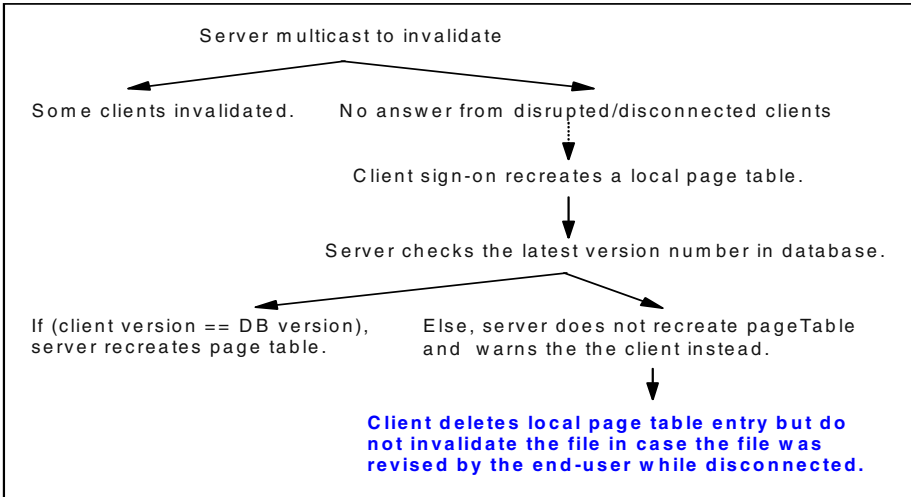 Server multicast to invalidate
Some clients invalidated.
No answer from disrupted/disconnected clients
Client sign-on recreates a local page table.
Server checks the latest version number in database.
If (client version == DB version),
server recreates page table.
Else, server does not recreate pageTable
and warns the the client instead.
Client deletes local page table entry but do
not invalidate the file in case the file was
revised by the end-user while disconnected.